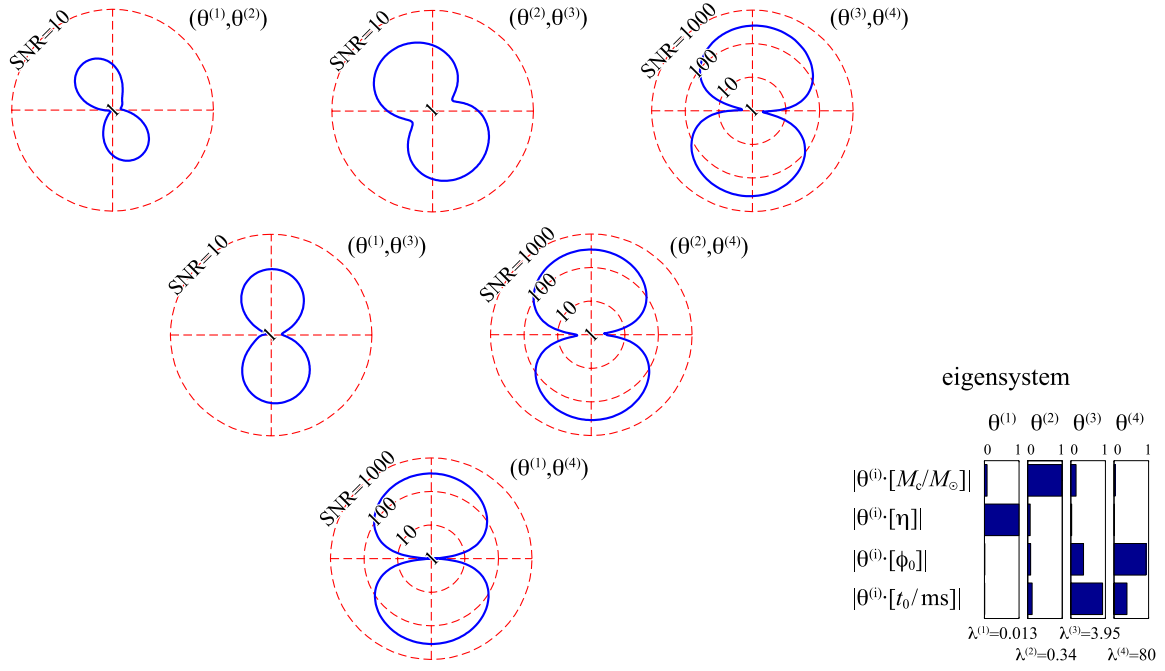 SNR=10
(θ⁽¹⁾,θ⁽²⁾)
1
SNR=10
(θ⁽²⁾,θ⁽³⁾)
1
SNR=1000
100
10
1
(θ⁽³⁾,θ⁽⁴⁾)
SNR=10
(θ⁽¹⁾,θ⁽³⁾)
1
SNR=1000
100
10
1
(θ⁽²⁾,θ⁽⁴⁾)
SNR=1000
100
10
1
(θ⁽¹⁾,θ⁽⁴⁾)
eigensystem
θ⁽¹⁾ θ⁽²⁾ θ⁽³⁾ θ⁽⁴⁾
0 1 0 1 0 1 0 1
|θ⁽ⁱ⁾·[M_c/M_⊙]|
|θ⁽ⁱ⁾·[η]|
|θ⁽ⁱ⁾·[ϕ₀]|
|θ⁽ⁱ⁾·[t₀/ms]|
λ⁽¹⁾=0.013 λ⁽³⁾=3.95
λ⁽²⁾=0.34 λ⁽⁴⁾=80